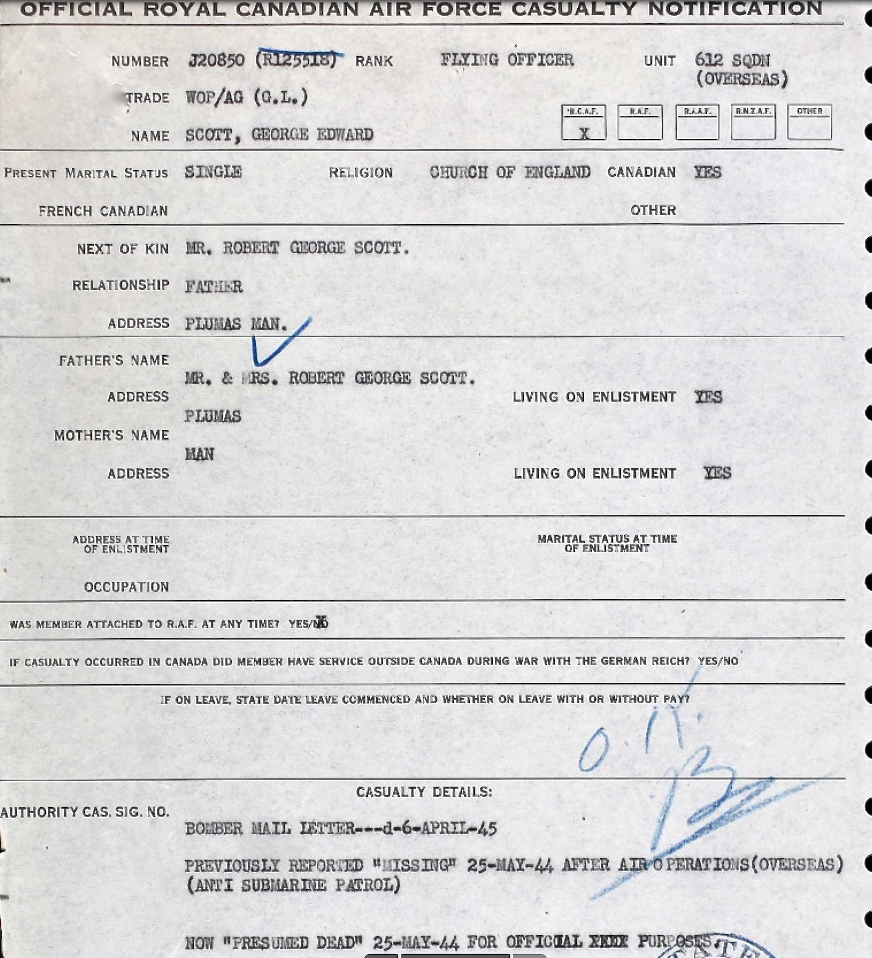 OFFICIAL ROYAL CANADIAN AIR FORCE CASUALTY NOTIFICATION
NUMBER J20850 (R125518) RANK FLYING OFFICER UNIT 612 SQDN
(OVERSEAS)
TRADE WOP/AG (G.L.)
*R.C.A.F. R.A.F. R.A.A.F. R.N.Z.A.F. OTHER
NAME SCOTT, GEORGE EDWARD X
PRESENT MARITAL STATUS SINGLE RELIGION CHURCH OF ENGLAND CANADIAN YES
FRENCH CANADIAN OTHER
NEXT OF KIN MR. ROBERT GEORGE SCOTT.
RELATIONSHIP FATHER
ADDRESS PLUMAS MAN.
FATHER'S NAME
MR. & MRS. ROBERT GEORGE SCOTT.
ADDRESS LIVING ON ENLISTMENT YES
PLUMAS
MOTHER'S NAME
MAN
ADDRESS LIVING ON ENLISTMENT YES
ADDRESS AT TIME MARITAL STATUS AT TIME
OF ENLISTMENT OF ENLISTMENT
OCCUPATION
WAS MEMBER ATTACHED TO R.A.F. AT ANY TIME? YES/NO
IF CASUALTY OCCURRED IN CANADA DID MEMBER HAVE SERVICE OUTSIDE CANADA DURING WAR WITH THE GERMAN REICH? YES/NO
IF ON LEAVE, STATE DATE LEAVE COMMENCED AND WHETHER ON LEAVE WITH OR WITHOUT PAY?
O.K.
CASUALTY DETAILS:
AUTHORITY CAS. SIG. NO.
BOMBER MAIL LETTER---d-6-APRIL-45
PREVIOUSLY REPORTED "MISSING" 25-MAY-44 AFTER AIR OPERATIONS(OVERSEAS)
(ANTI SUBMARINE PATROL)
NOW "PRESUMED DEAD" 25-MAY-44 FOR OFFICIAL XXXX PURPOSES.